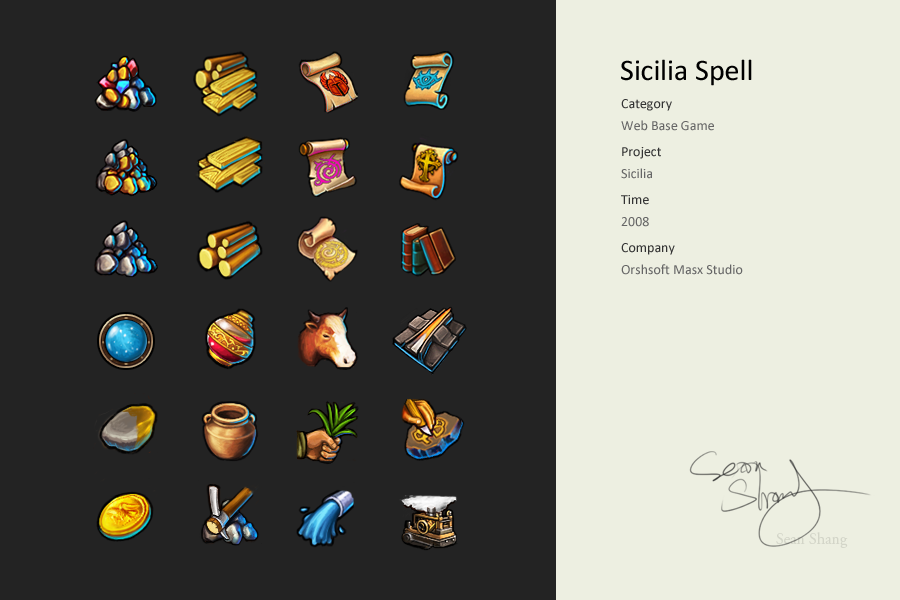 Sicilia Spell
Category
Web Base Game
Project
Sicilia
Time
2008
Company
Orshsoft Masx Studio
Sean Shang
Sean Shang